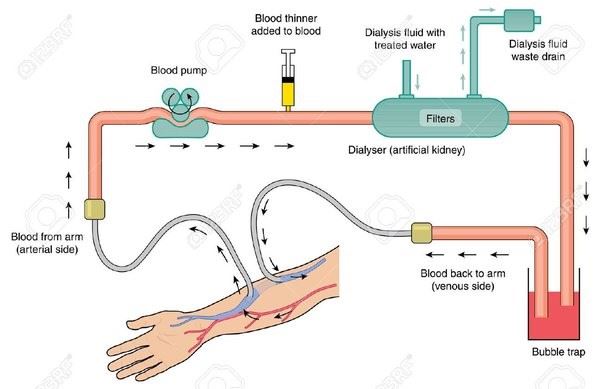 Blood thinner
added to blood
Dialysis fluid with
treated water
Dialysis fluid
waste drain
Blood pump
Filters
Dialyser (artificial kidney)
Blood from arm
(arterial side)
Blood back to arm
(venous side)
Bubble trap
123RF